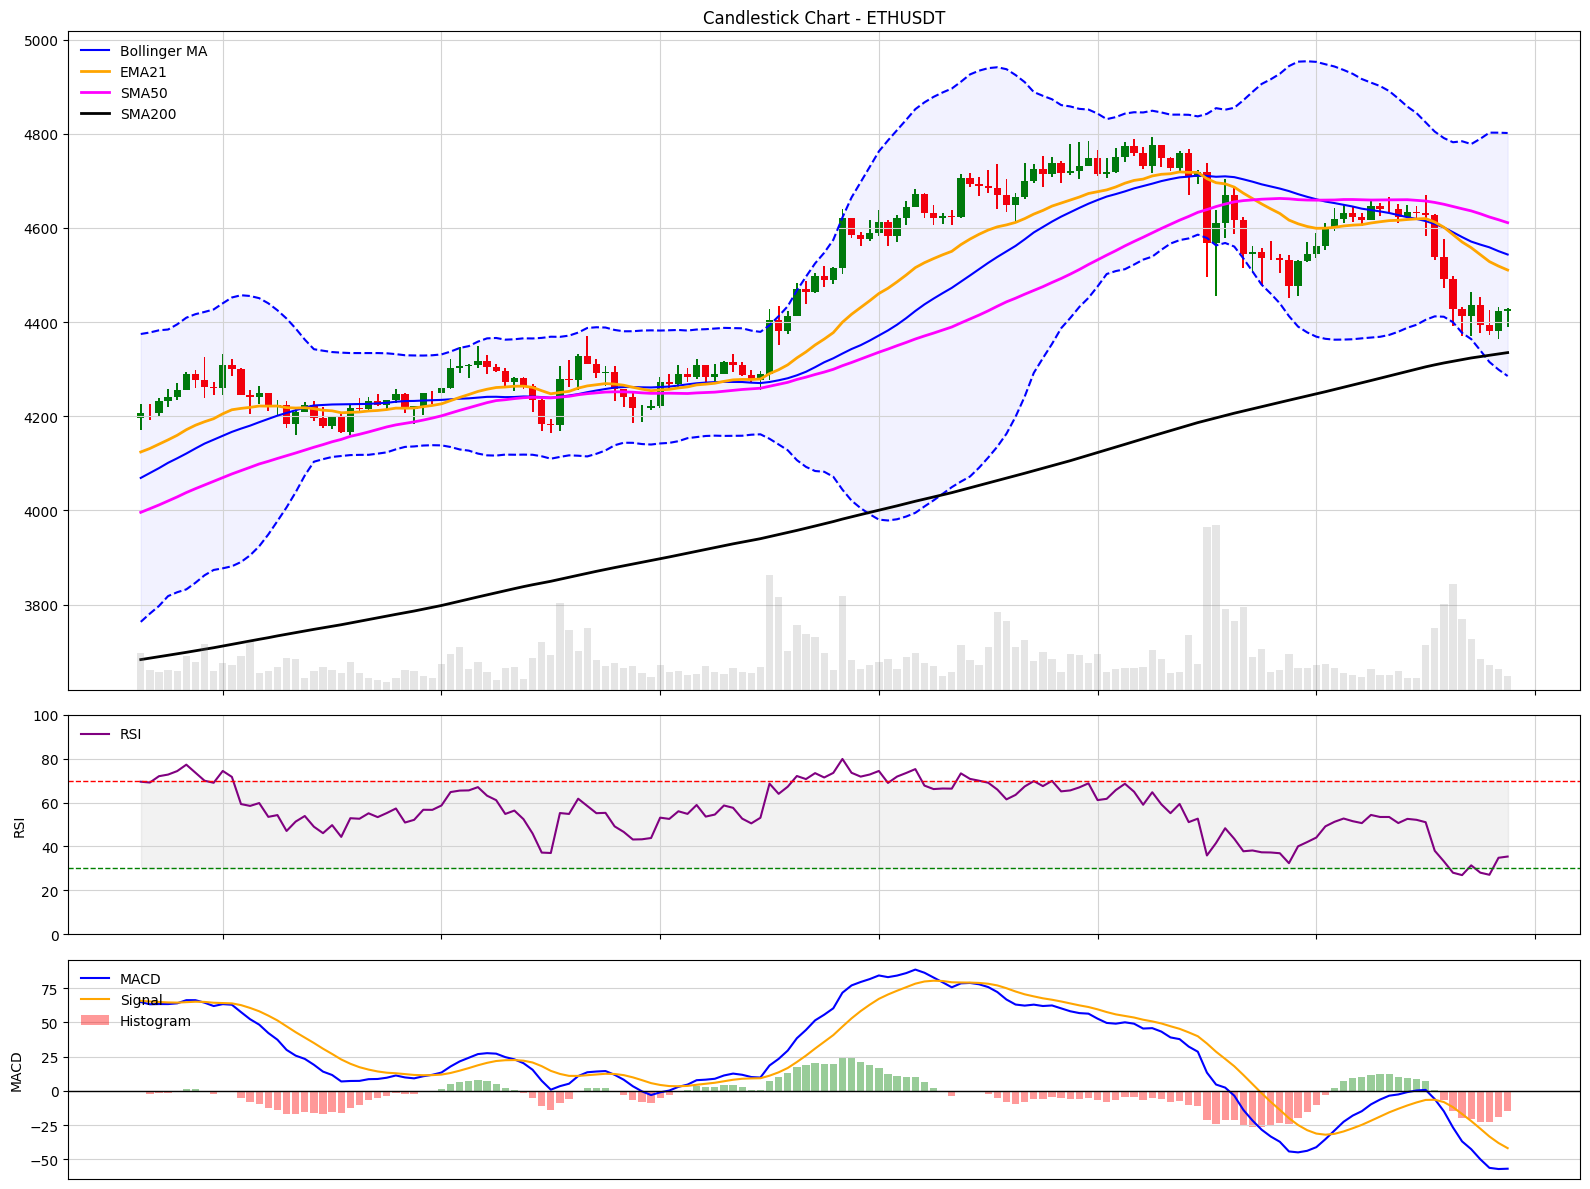 Candlestick Chart - ETHUSDT
5000
4800
4600
4400
4200
4000
3800
Bollinger MA
EMA21
SMA50
SMA200
100
80
60
40
20
0
RSI
RSI
75
50
25
0
−25
−50
MACD
MACD
Signal
Histogram